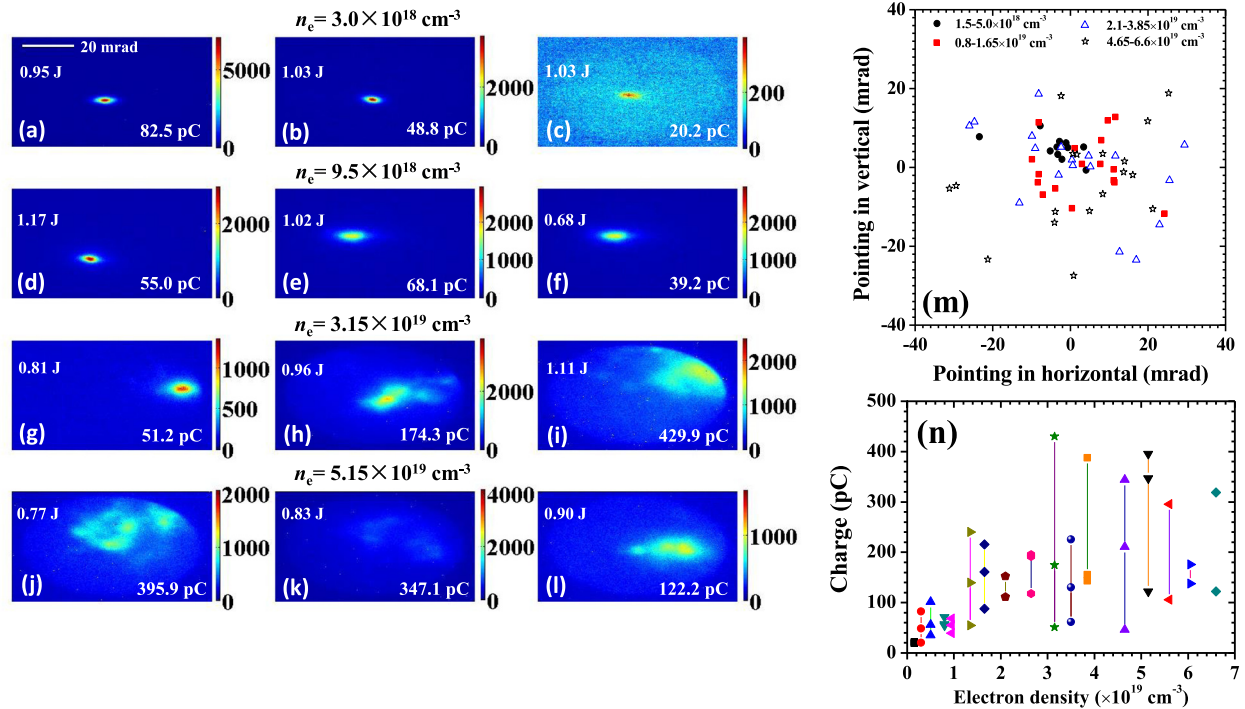 nₑ= 3.0×10¹⁸ cm⁻³
20 mrad
0.95 J
(a)
82.5 pC
5000
0
1.03 J
(b)
48.8 pC
2000
0
1.03 J
(c)
20.2 pC
200
0
nₑ= 9.5×10¹⁸ cm⁻³
1.17 J
(d)
55.0 pC
2000
0
1.02 J
(e)
68.1 pC
2000
1000
0
0.68 J
(f)
39.2 pC
2000
1000
0
nₑ= 3.15×10¹⁹ cm⁻³
0.81 J
(g)
51.2 pC
1000
500
0
0.96 J
(h)
174.3 pC
2000
0
1.11 J
(i)
429.9 pC
2000
1000
0
nₑ= 5.15×10¹⁹ cm⁻³
0.77 J
(j)
395.9 pC
2000
1000
0
0.83 J
(k)
347.1 pC
4000
2000
0
0.90 J
(l)
122.2 pC
1000
0
1.5-5.0×10¹⁸ cm⁻³
0.8-1.65×10¹⁹ cm⁻³
2.1-3.85×10¹⁹ cm⁻³
4.65-6.6×10¹⁹ cm⁻³
Pointing in vertical (mrad)
40
20
0
-20
-40
(m)
-40 -20 0 20 40
Pointing in horizontal (mrad)
Charge (pC)
500
400
300
200
100
0
(n)
0 1 2 3 4 5 6 7
Electron density (×10¹⁹ cm⁻³)